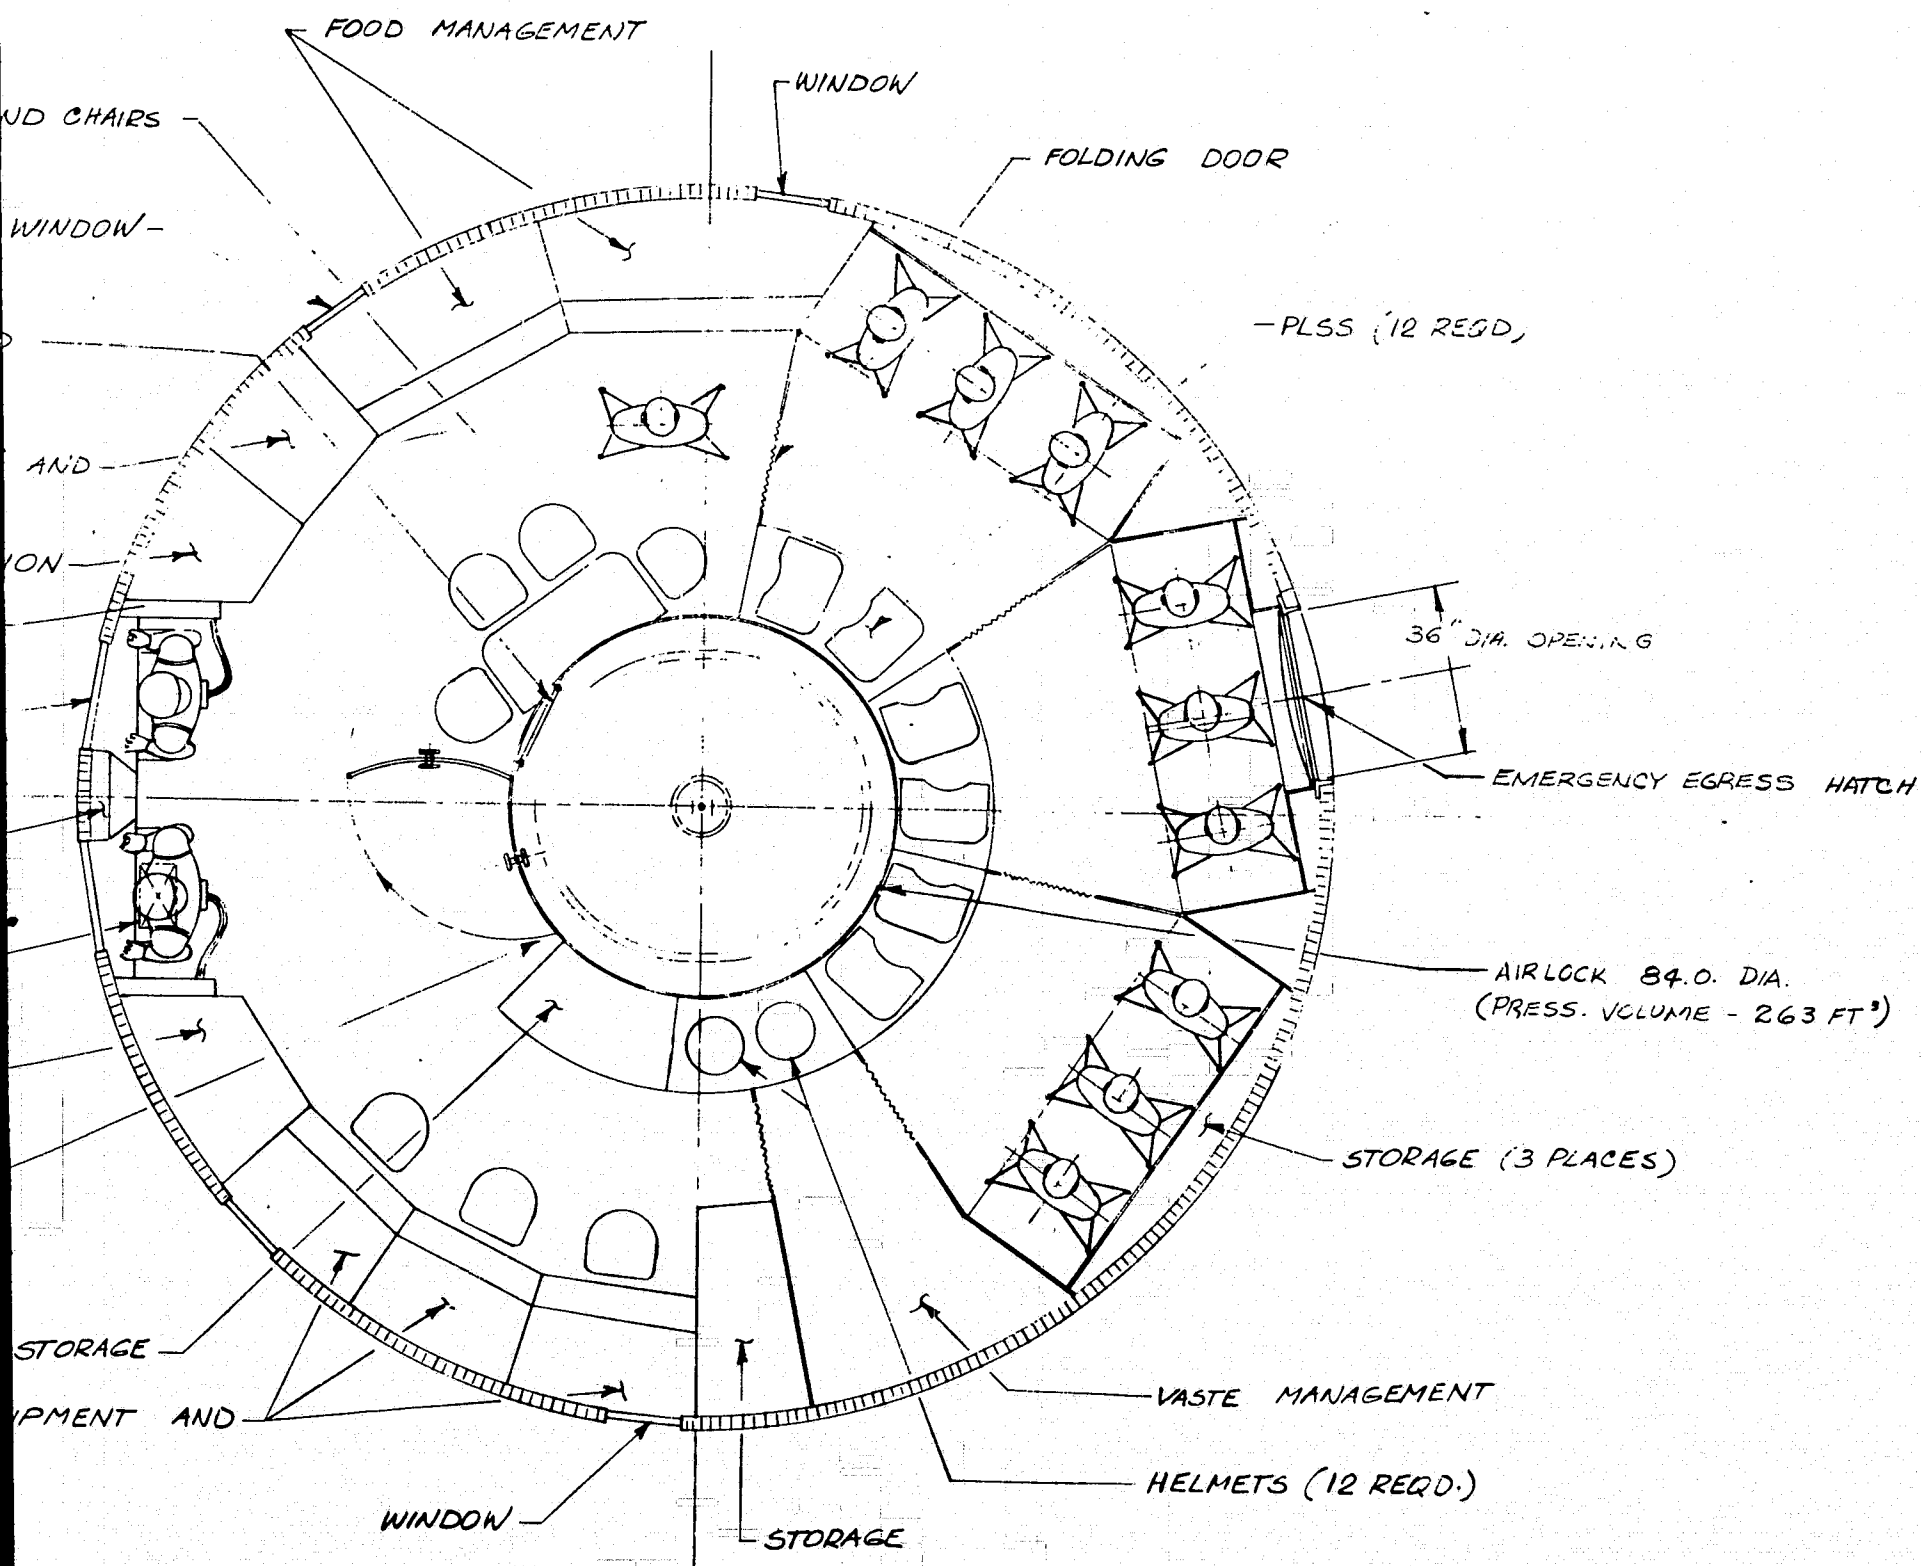 FOOD MANAGEMENT
WINDOW
ND CHAIRS
FOLDING DOOR
WINDOW
PLSS (12 REQD,
AND
ION
36" DIA. OPENING
EMERGENCY EGRESS HATCH
AIRLOCK 84.0. DIA.
(PRESS. VOLUME - 263 FT³)
STORAGE (3 PLACES)
STORAGE
IPMENT AND
VASTE MANAGEMENT
HELMETS (12 REQD.)
WINDOW
STORAGE